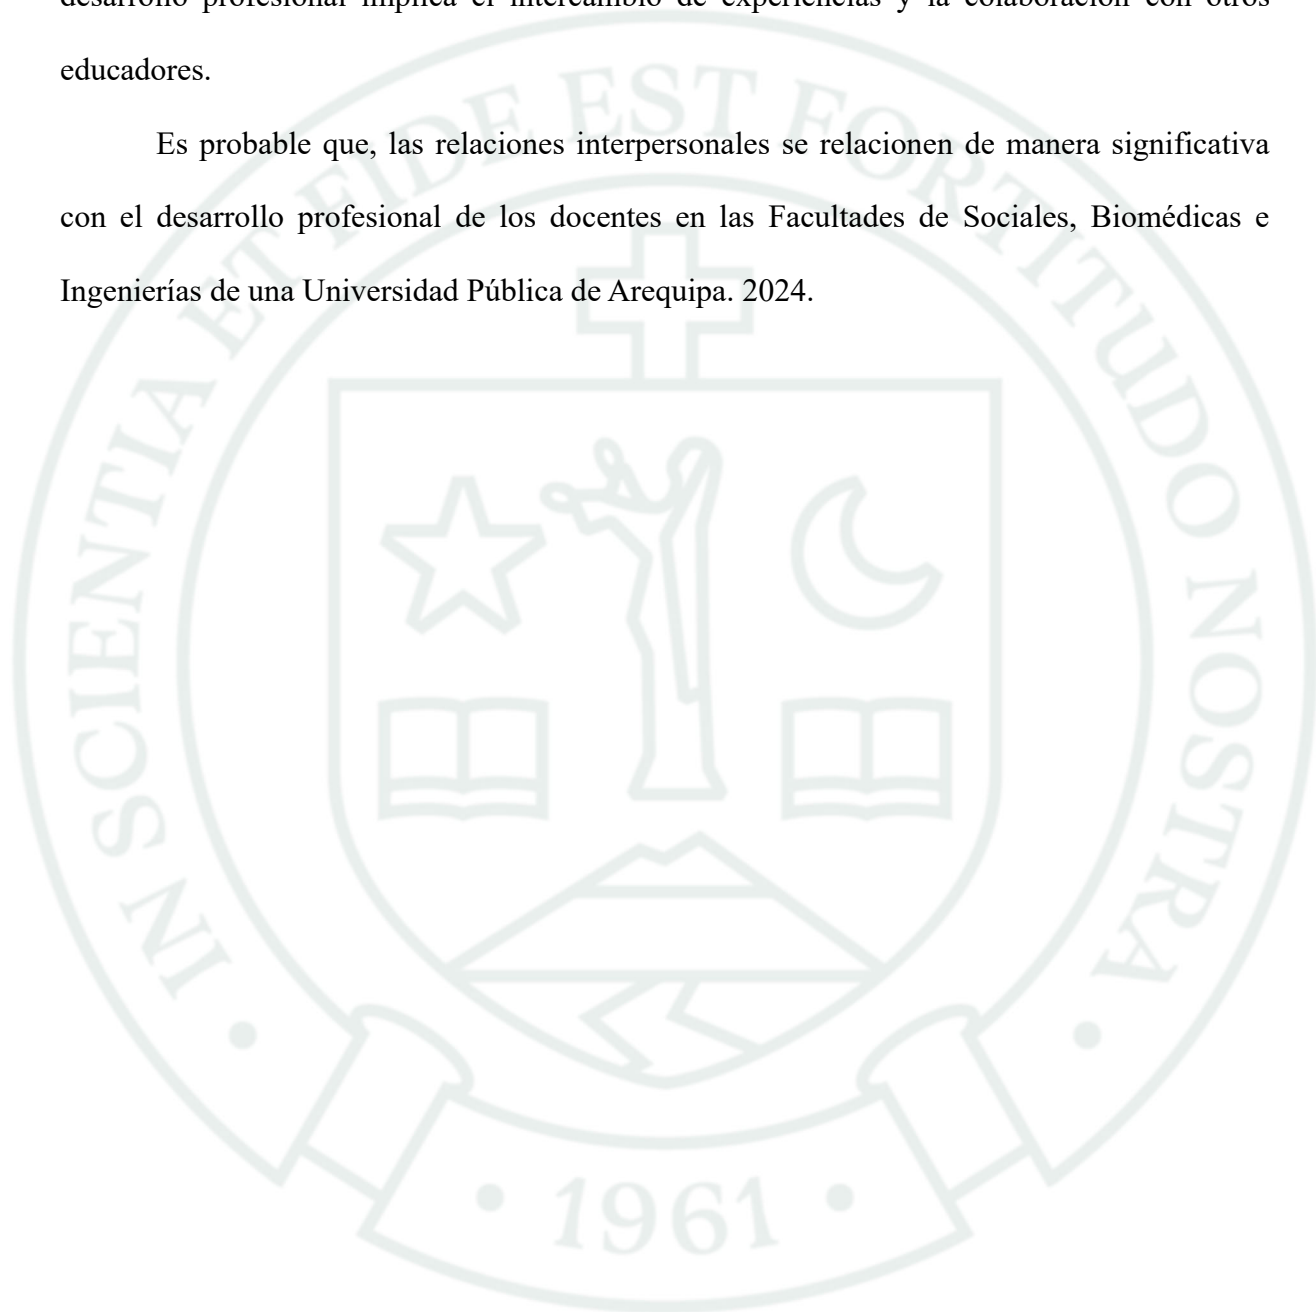 desarrollo profesional implica el intercambio de experiencias y la colaboración con otros
educadores.
Es probable que, las relaciones interpersonales se relacionen de manera significativa
con el desarrollo profesional de los docentes en las Facultades de Sociales, Biomédicas e
Ingenierías de una Universidad Pública de Arequipa. 2024.
IN SCIENTIA ET FIDE EST FORTITUDO NOSTRA
• 1961 •